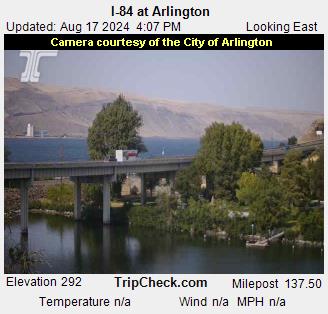 I-84 at Arlington
Updated: Aug 17 2024 4:07 PM Looking East
Camera courtesy of the City of Arlington
Elevation 292 TripCheck.com Milepost 137.50
Temperature n/a Wind n/a MPH n/a